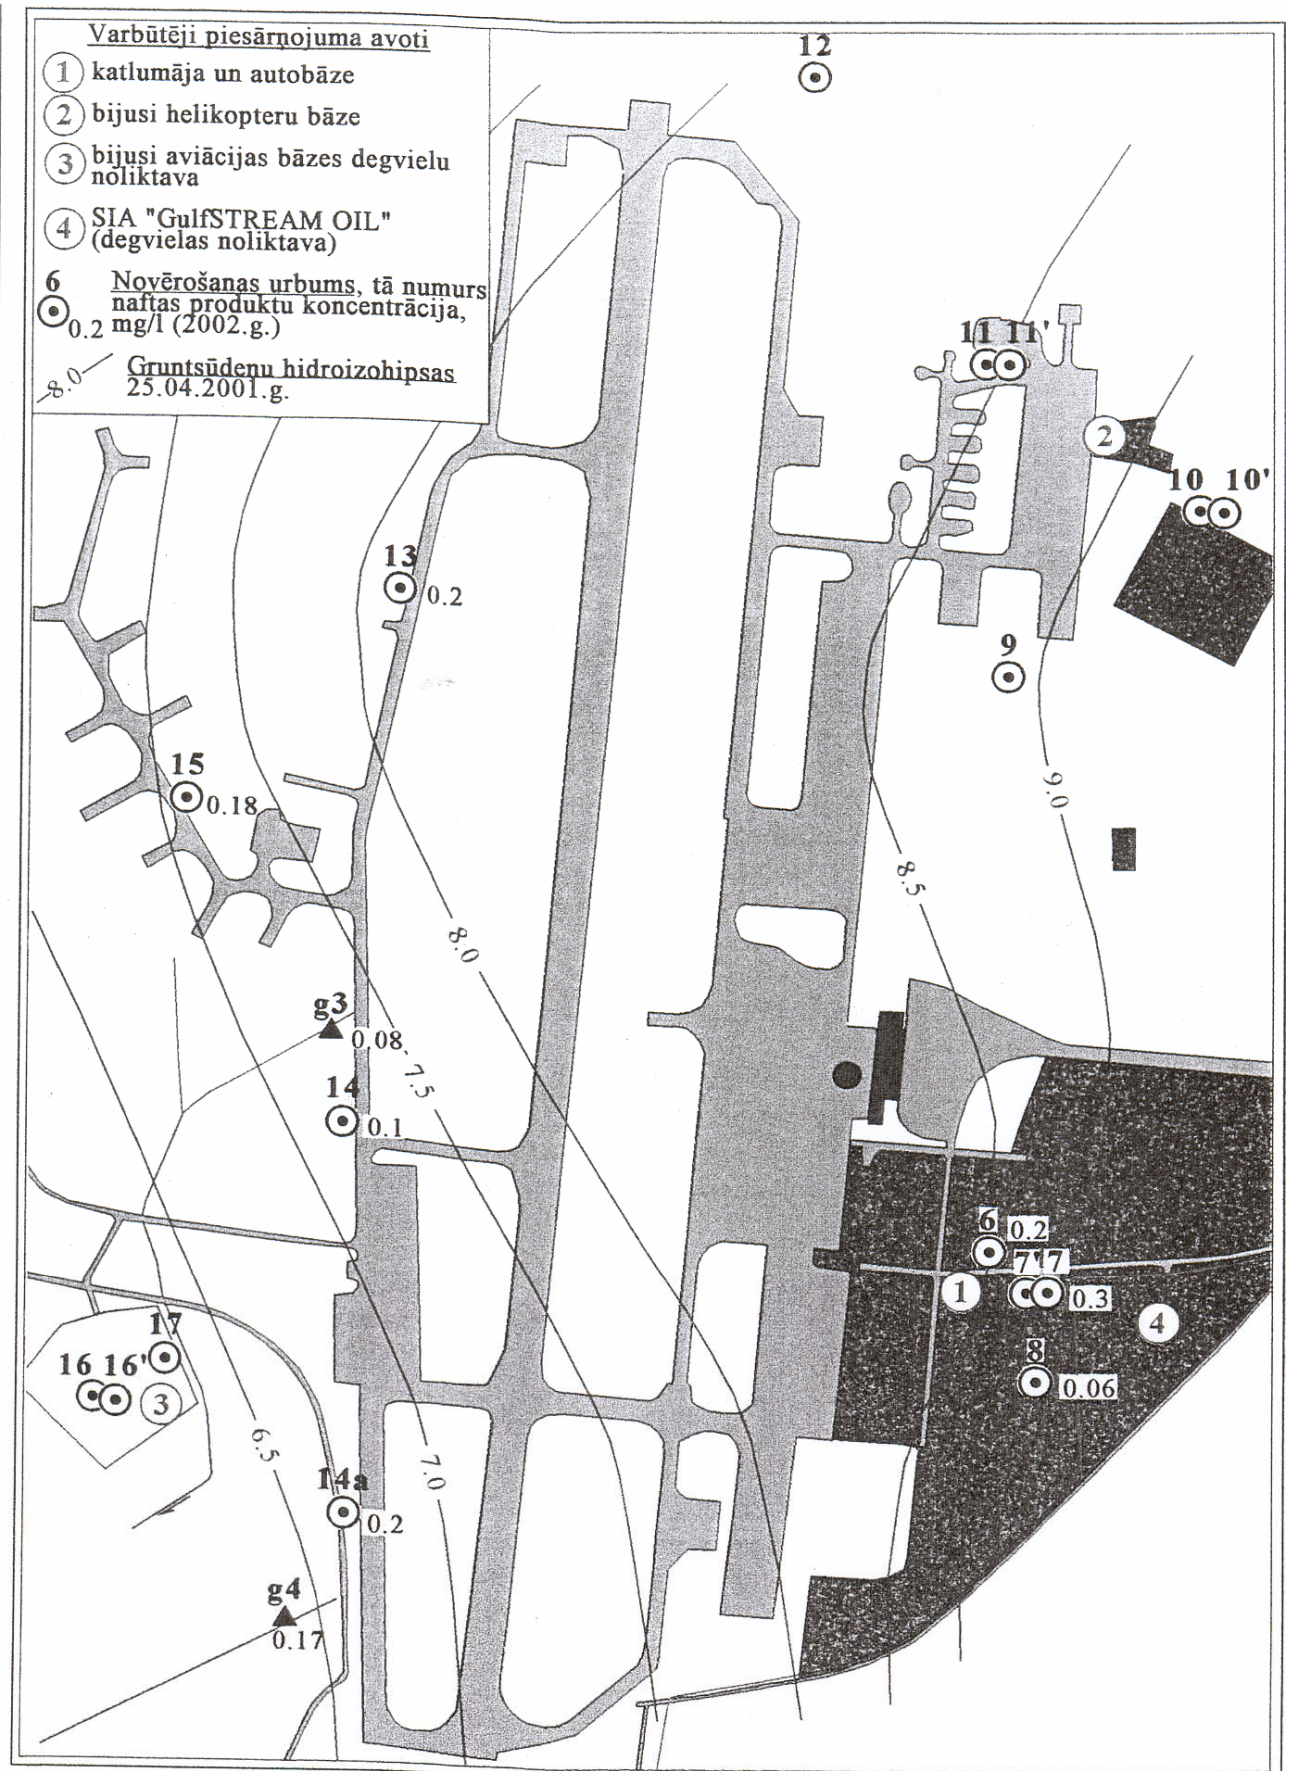 Varbūtēji piesārņojuma avoti
1 katlumāja un autobāze
2 bijusi helikopteru bāze
3 bijusi aviācijas bāzes degvielu
noliktava
4 SIA "GulfSTREAM OIL"
(degvielas noliktava)
6 Novērošanas urbums, tā numurs
naftas produktu koncentrācija,
0.2 mg/l (2002.g.)
8.0 Gruntsūdeņu hidroizohipsas
25.04.2001.g.
12
11 11'
2
10 10'
13
0.2
9
15
0.18
9.0
8.5
8.0
g3
0.08
7.5
14
0.1
6
0.2
7' 7
1
0.3
4
17
16 16'
3
8
0.06
6.5
7.0
14a
0.2
g4
0.17